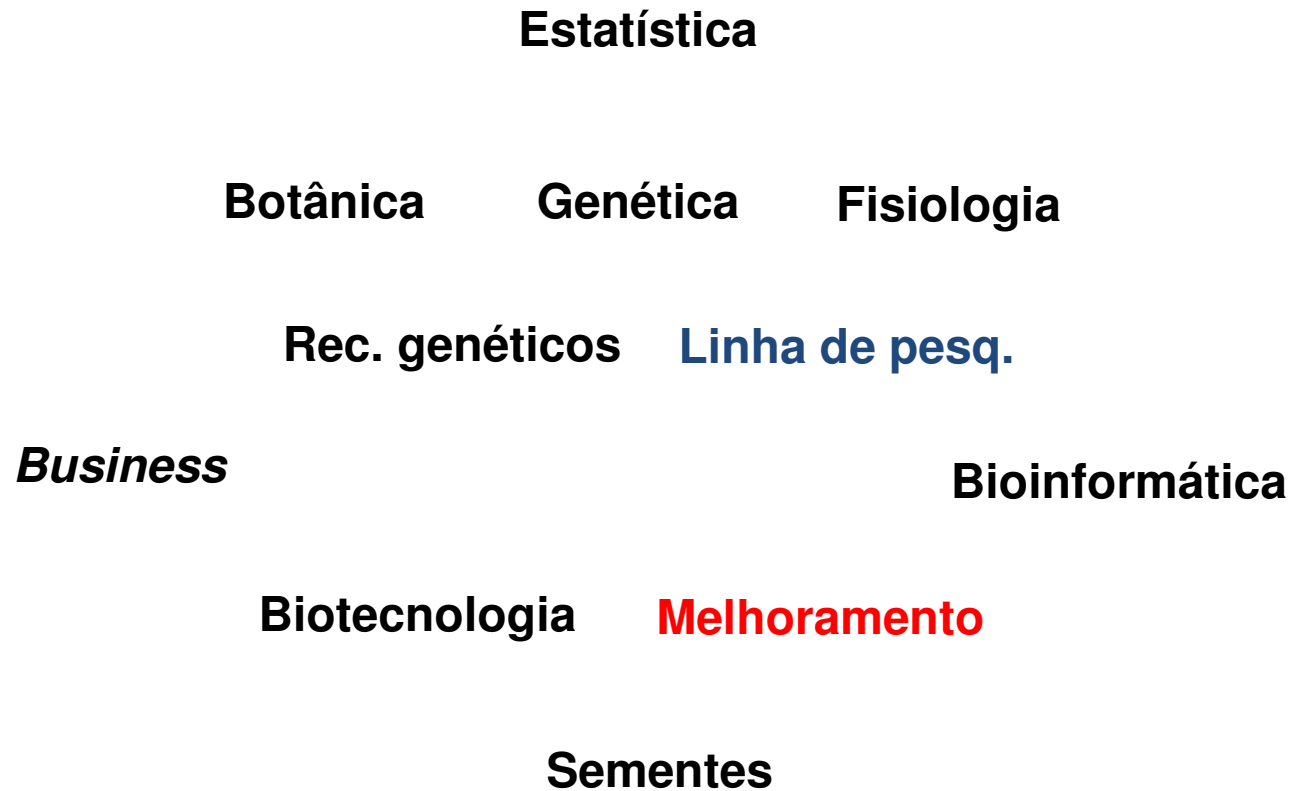 Estatística
Botânica Genética Fisiologia
Rec. genéticos Linha de pesq.
Business Bioinformática
Biotecnologia Melhoramento
Sementes